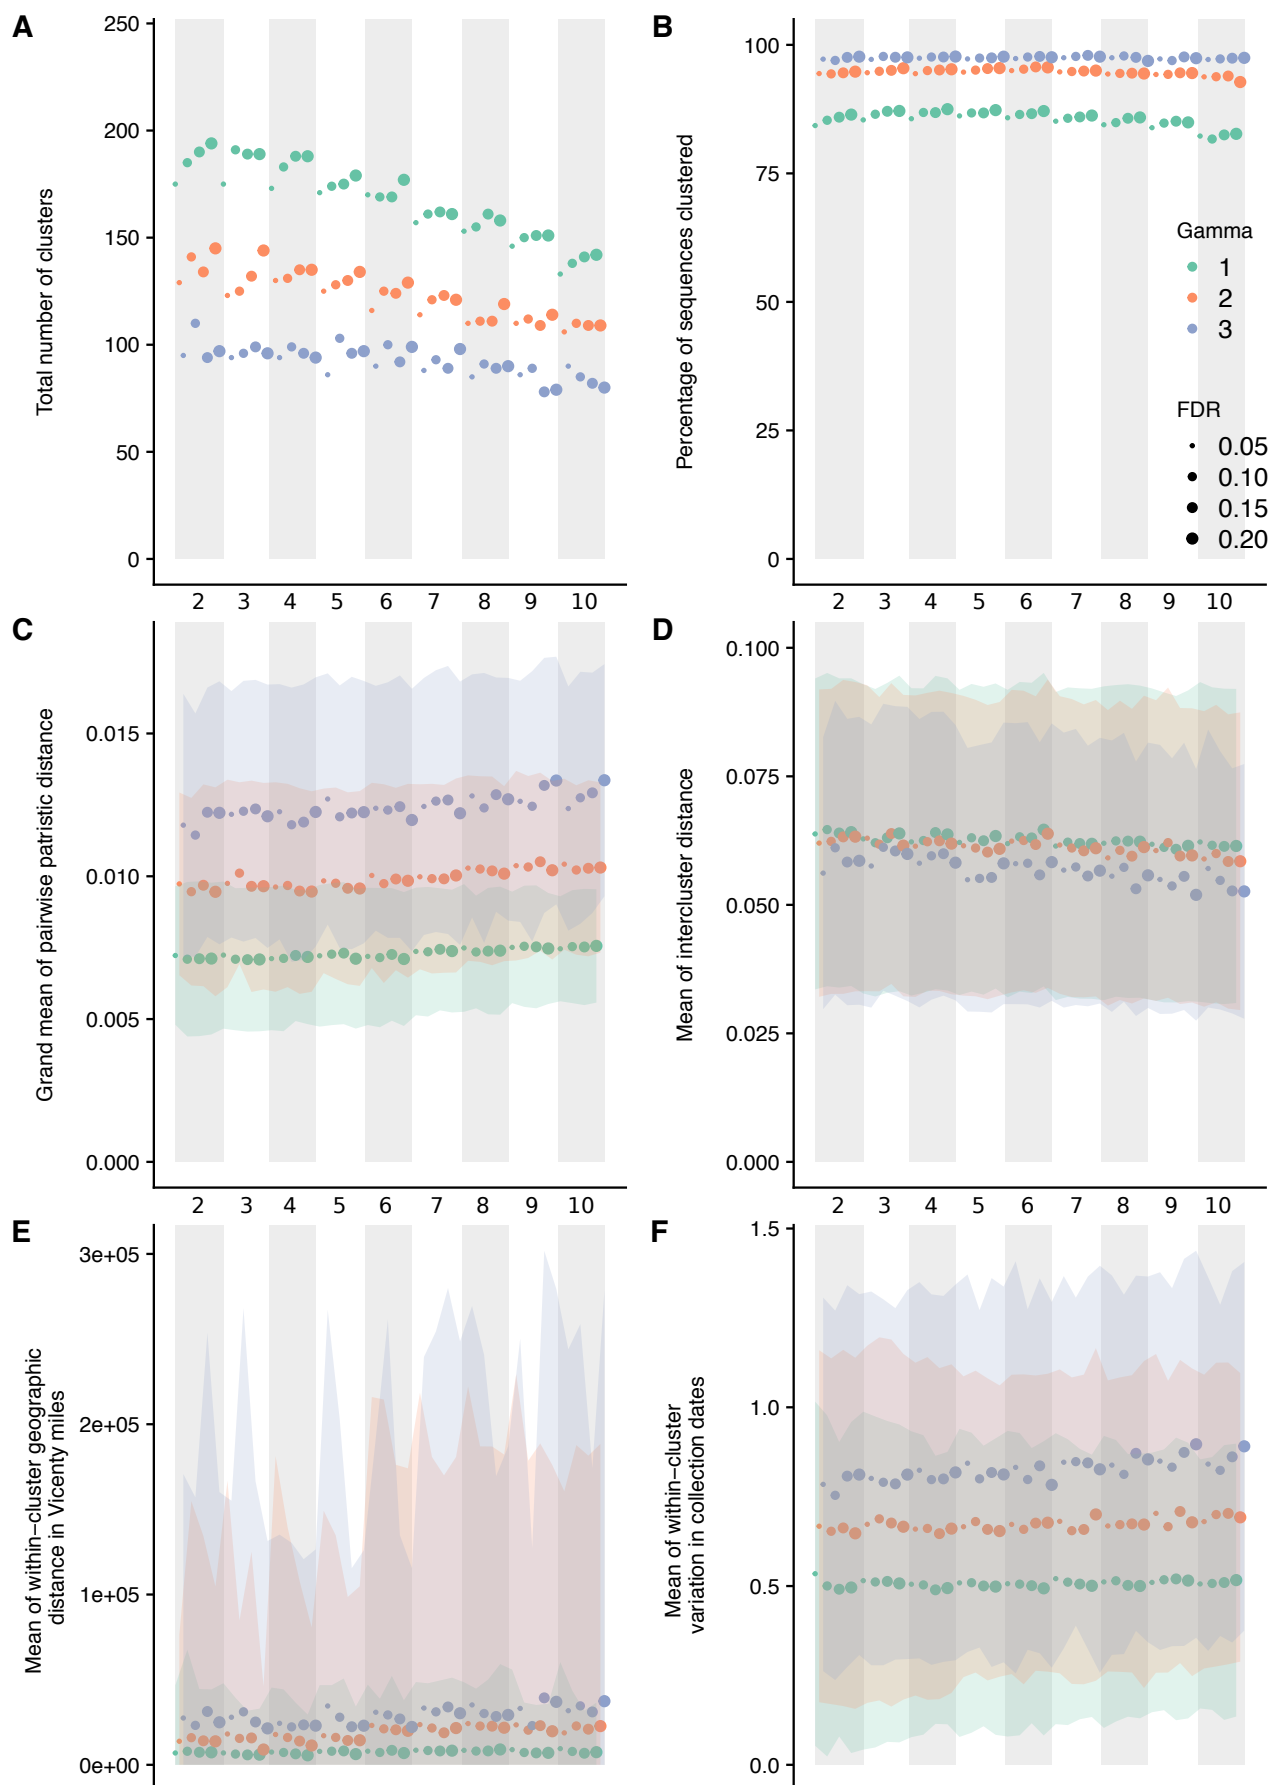 A
250
200
150
100
50
0
Total number of clusters
2 3 4 5 6 7 8 9 10
B
100
75
50
25
0
Percentage of sequences clustered
2 3 4 5 6 7 8 9 10
Gamma
1
2
3
FDR
0.05
0.10
0.15
0.20
C
0.015
0.010
0.005
0.000
Grand mean of pairwise patristic distance
2 3 4 5 6 7 8 9 10
D
0.100
0.075
0.050
0.025
0.000
Mean of intercluster distance
2 3 4 5 6 7 8 9 10
E
3e+05
2e+05
1e+05
0e+00
Mean of within−cluster geographic
distance in Vicenty miles
F
1.5
1.0
0.5
0.0
Mean of within−cluster
variation in collection dates